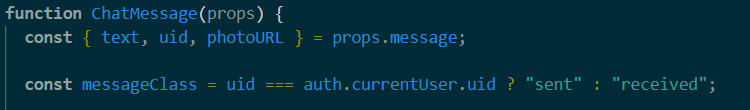 function ChatMessage(props) {
const { text, uid, photoURL } = props.message;
const messageClass = uid === auth.currentUser.uid ? "sent" : "received";